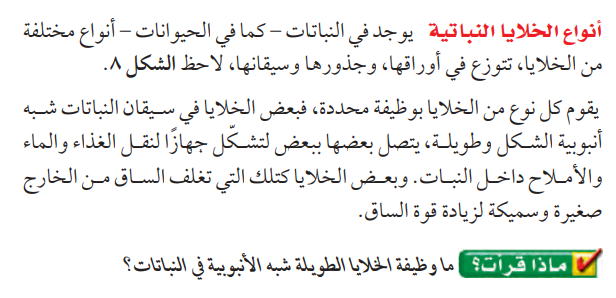 أنواع الخلايا النباتية يوجد في النباتات – كما في الحيوانات – أنواع مختلفة
من الخلايا، تتوزع في أوراقها، وجذورها وسيقانها، لاحظ الشكل ٨.
يقوم كل نوع من الخلايا بوظيفة محددة، فبعض الخلايا في سيقان النباتات شبه
أنبوبية الشكل وطويلة، يتصل بعضها ببعض لتشكّل جهازًا لنقل الغذاء والماء
والأملاح داخل النبات. وبعض الخلايا كتلك التي تغلف الساق من الخارج
صغيرة وسميكة لزيادة قوة الساق.
ماذا قرأت؟ ما وظيفة الخلايا الطويلة شبه الأنبوبية في النباتات؟